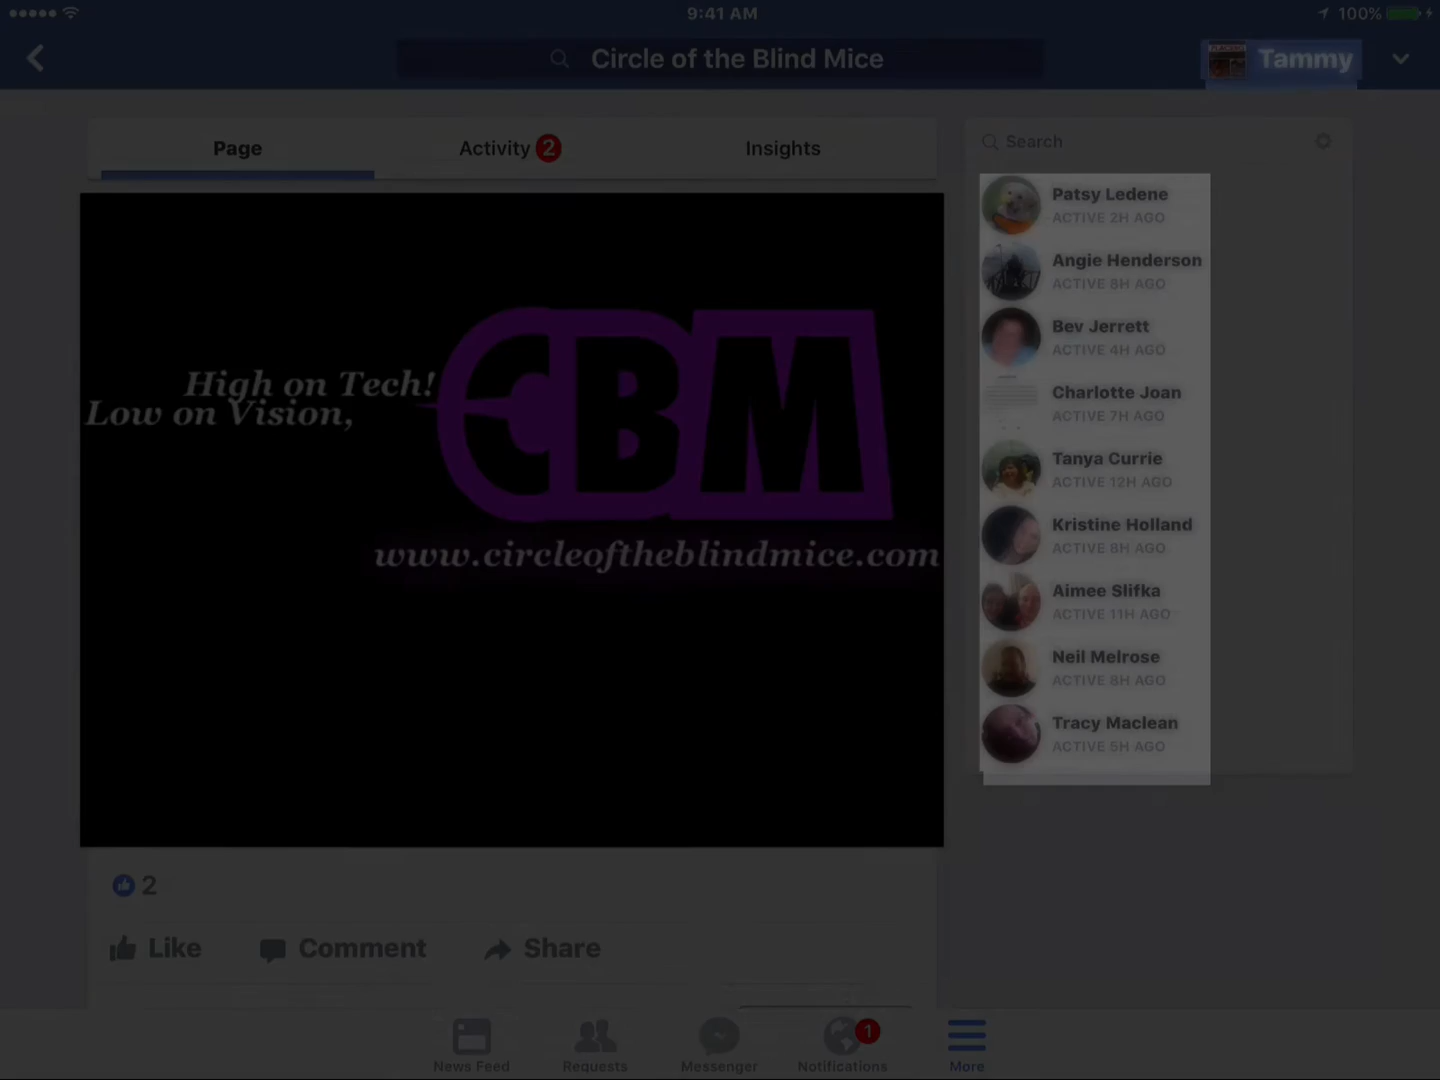 9:41 AM
100%
Circle of the Blind Mice
Tammy
Page
Activity 2
Insights
Search
Patsy Ledene
ACTIVE 2H AGO
Angie Henderson
ACTIVE 8H AGO
Bev Jerrett
ACTIVE 4H AGO
Charlotte Joan
ACTIVE 7H AGO
Tanya Currie
ACTIVE 12H AGO
Kristine Holland
ACTIVE 8H AGO
Aimee Slifka
ACTIVE 11H AGO
Neil Melrose
ACTIVE 8H AGO
Tracy Maclean
ACTIVE 5H AGO
High on Tech!
Low on Vision,
CBM
www.circleoftheblindmice.com
2
Like
Comment
Share
News Feed
Requests
Messenger
1
Notifications
More